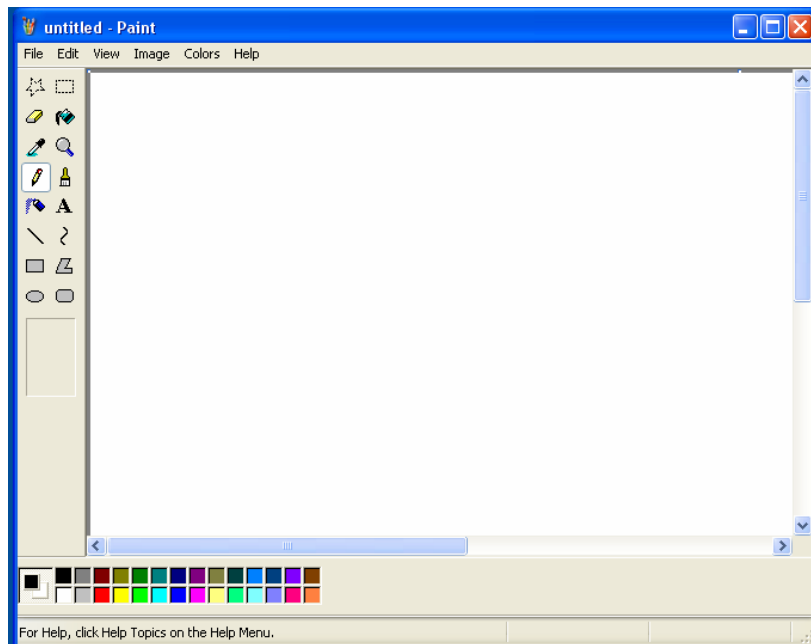 untitled - Paint
File Edit View Image Colors Help
A
For Help, click Help Topics on the Help Menu.